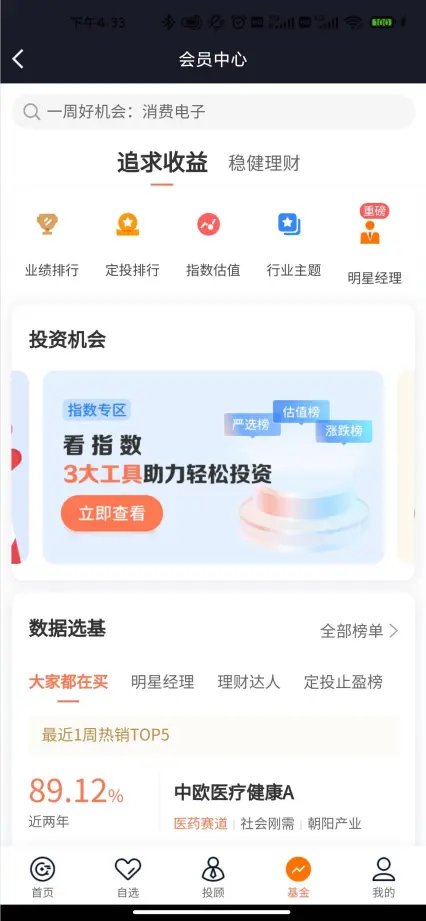 下午4:33
100
会员中心
一周好机会：消费电子
追求收益 稳健理财
重磅
业绩排行 定投排行 指数估值 行业主题 明星经理
投资机会
指数专区
严选榜 估值榜 涨跌榜
看指数
3大工具助力轻松投资
立即查看
数据选基 全部榜单
大家都在买 明星经理 理财达人 定投止盈榜
最近1周热销TOP5
89.12%
近两年
中欧医疗健康A
医药赛道 社会刚需 朝阳产业
首页 自选 投顾 基金 我的